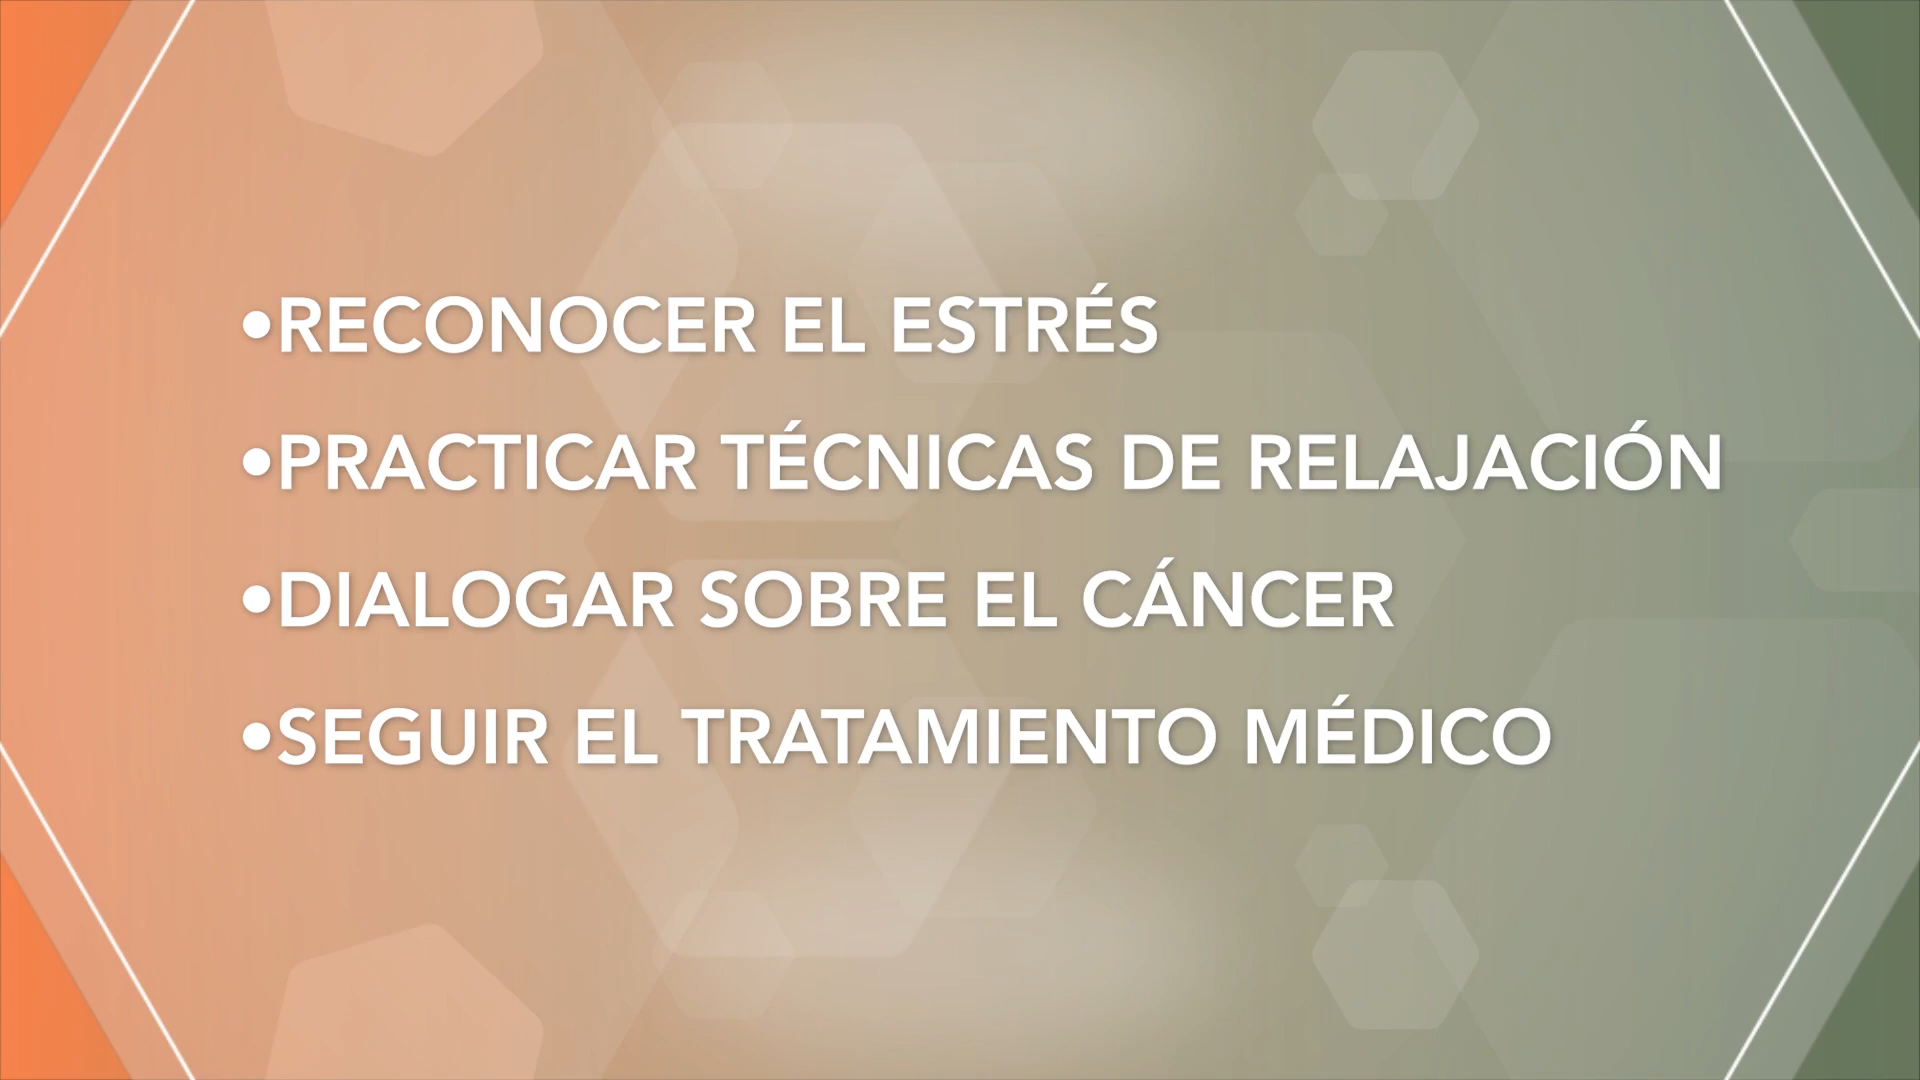 •RECONOCER EL ESTRÉS
•PRACTICAR TÉCNICAS DE RELAJACIÓN
•DIALOGAR SOBRE EL CÁNCER
•SEGUIR EL TRATAMIENTO MÉDICO